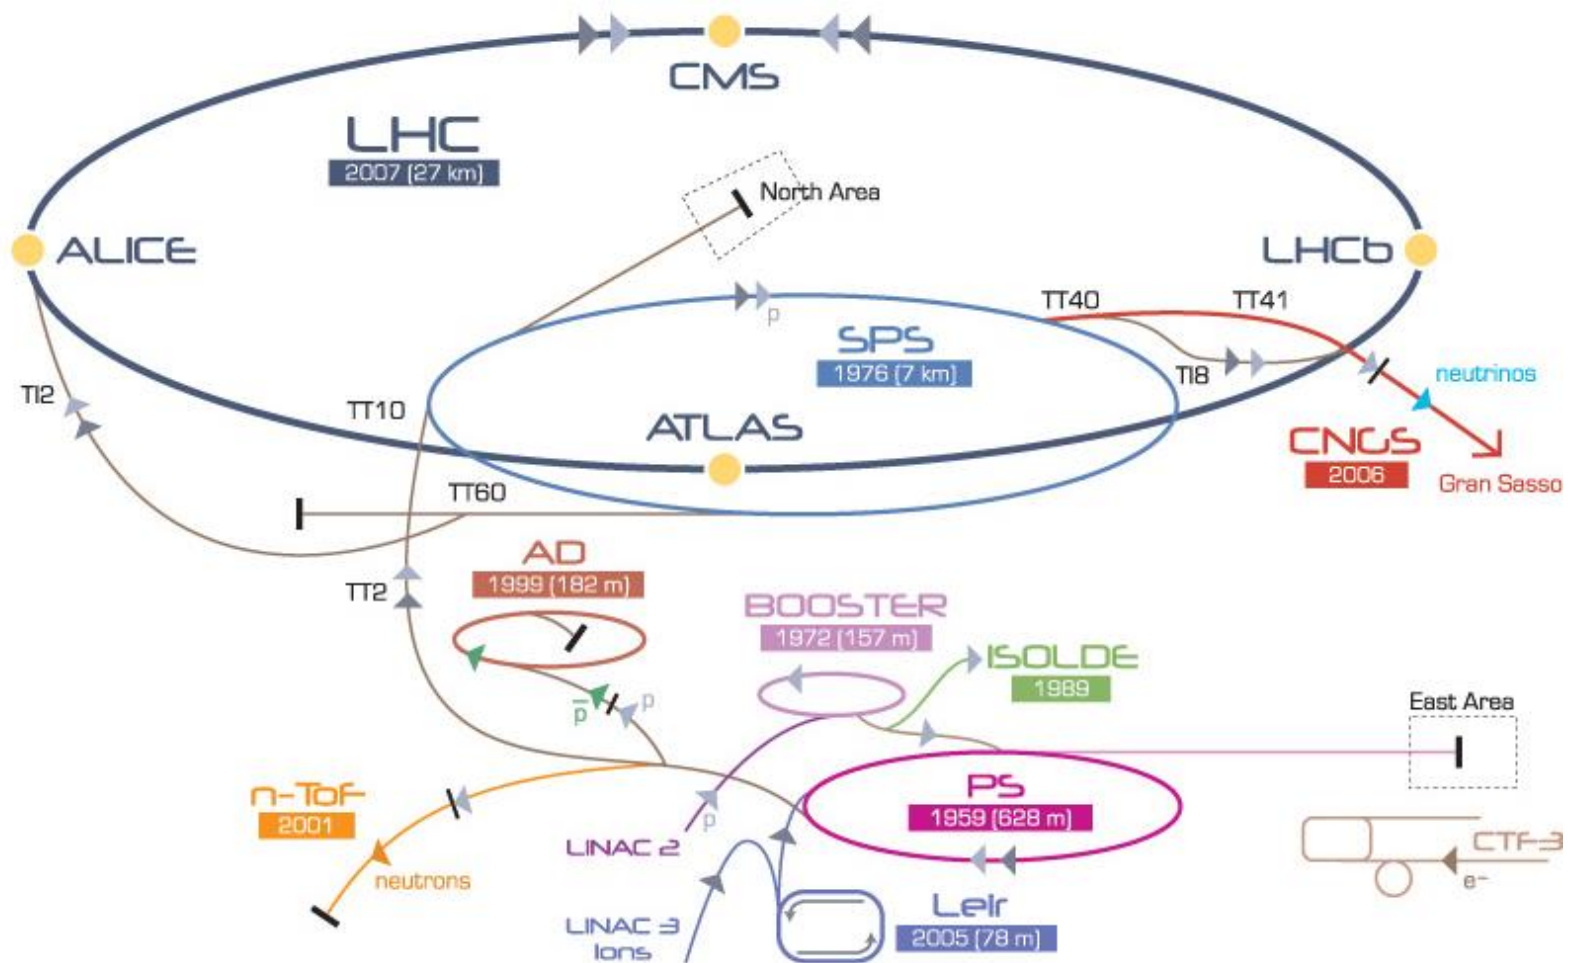 CMS
LHC
2007 (27 km)
North Area
ALICE
LHCb
p
TT40
TT41
SPS
1976 (7 km)
TI8
neutrinos
TI2
TT10
ATLAS
CNGS
2006
Gran Sasso
TT60
AD
1999 (182 m)
TT2
BOOSTER
1972 (157 m)
ISOLDE
1989
p̅
p
East Area
n-ToF
2001
PS
1959 (628 m)
p
LINAC 2
neutrons
CTF-3
e-
LINAC 3
Ions
Leir
2005 (78 m)